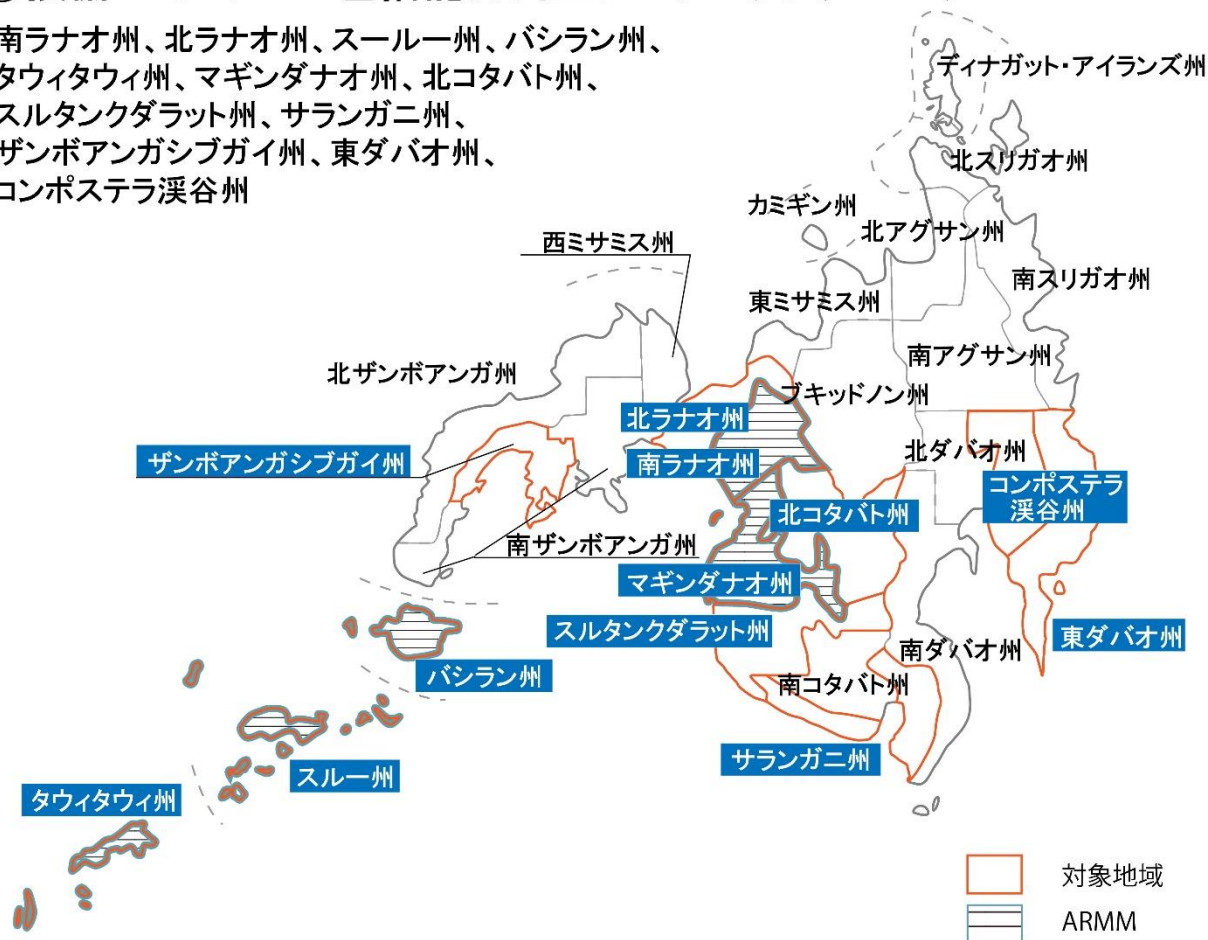 南ラナオ州、北ラナオ州、スールー州、バシラン州、
タウィタウィ州、マギンダナオ州、北コタバト州、
スルタンクダラット州、サランガニ州、
ザンボアンガシブガイ州、東ダバオ州、
コンポステラ渓谷州
ディナガット・アイランズ州
北スリガオ州
カミギン州
北アグサン州
西ミサミス州
南スリガオ州
東ミサミス州
南アグサン州
北ザンボアンガ州
ブキッドノン州
北ラナオ州
北ダバオ州
ザンボアンガシブガイ州
南ラナオ州
コンポステラ
渓谷州
北コタバト州
南ザンボアンガ州
マギンダナオ州
スルタンクダラット州
東ダバオ州
南ダバオ州
バシラン州
南コタバト州
サランガニ州
スルー州
タウィタウィ州
対象地域
ARMM